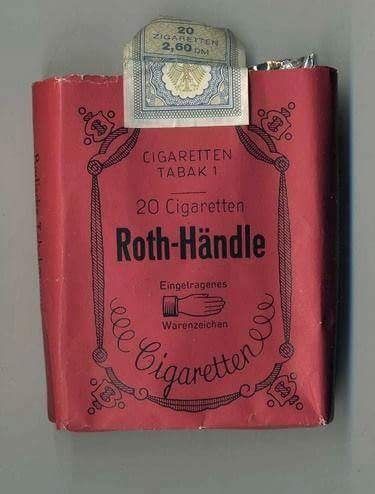 20
ZIGARETTEN
2,60 DM
CIGARETTEN
TABAK 1
20 Cigaretten
Roth-Händle
Eingetragenes
Warenzeichen
Cigaretten